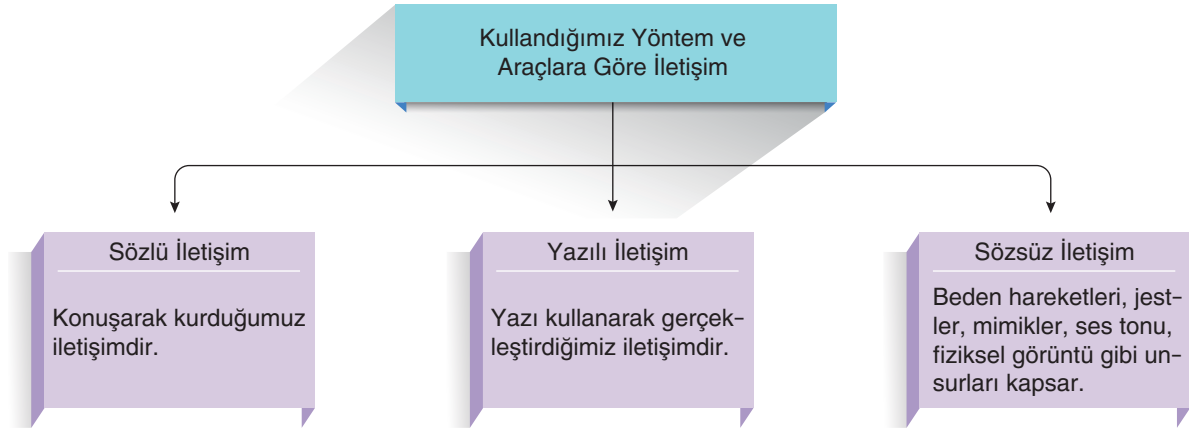 Kullandığımız Yöntem ve
Araçlara Göre İletişim
Sözlü İletişim
Konuşarak kurduğumuz
iletişimdir.
Yazılı İletişim
Yazı kullanarak gerçek-
leştirdiğimiz iletişimdir.
Sözsüz İletişim
Beden hareketleri, jest-
ler, mimikler, ses tonu,
fiziksel görüntü gibi un-
surları kapsar.